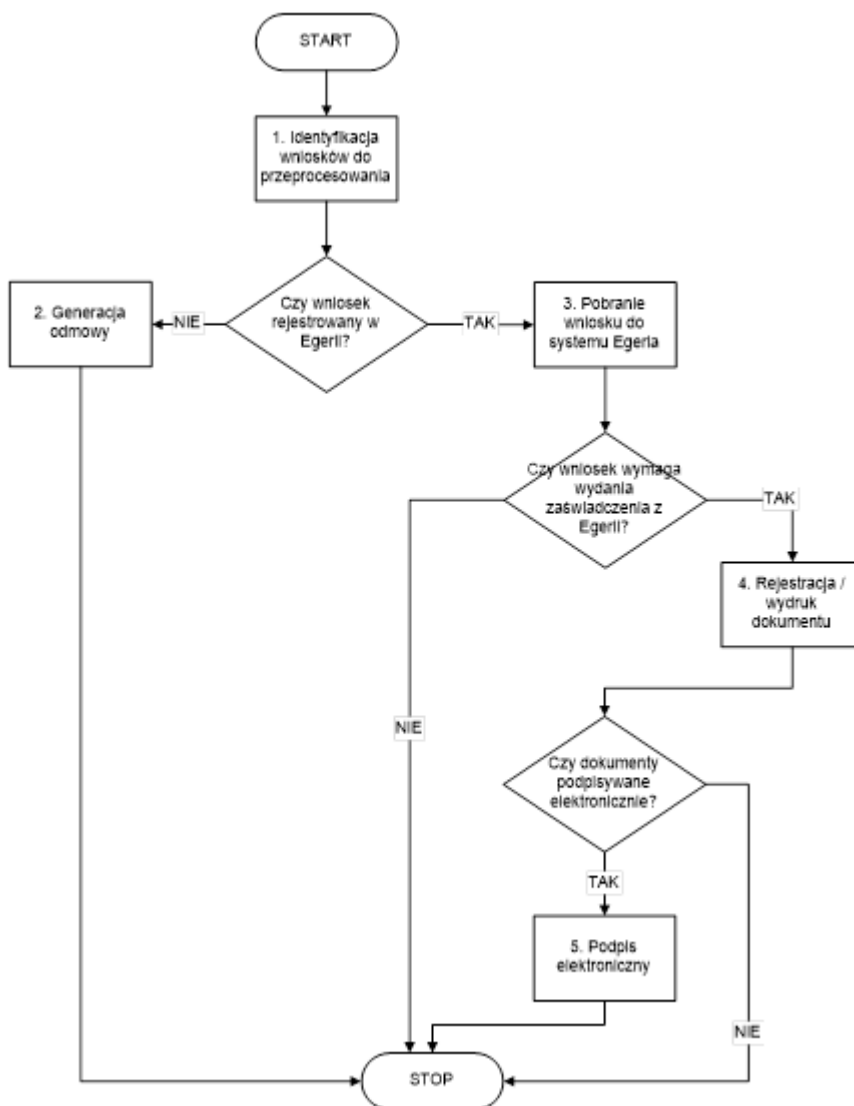 START
1. Identyfikacja
wniosków do
przeprocesowania
Czy wniosek
rejestrowany w
Egerii?
NIE
TAK
2. Generacja
odmowy
3. Pobranie
wniosku do
systemu Egeria
Czy wniosek wymaga
wydania
zaświadczenia z
Egerii?
TAK
4. Rejestracja /
wydruk
dokumentu
NIE
Czy dokumenty
podpisywane
elektronicznie?
TAK
5. Podpis
elektroniczny
NIE
STOP